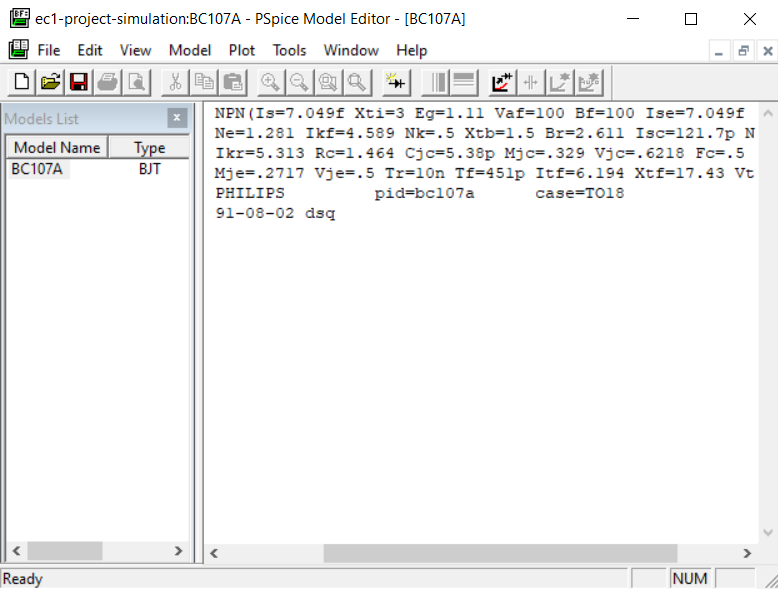 ec1-project-simulation:BC107A - PSpice Model Editor - [BC107A]
File Edit View Model Plot Tools Window Help
Models List
Model Name Type
BC107A BJT
NPN(Is=7.049f Xti=3 Eg=1.11 Vaf=100 Bf=100 Ise=7.049f
Ne=1.281 Ikf=4.589 Nk=.5 Xtb=1.5 Br=2.611 Isc=121.7p N
Ikr=5.313 Rc=1.464 Cjc=5.38p Mjc=.329 Vjc=.6218 Fc=.5
Mje=.2717 Vje=.5 Tr=10n Tf=451p Itf=6.194 Xtf=17.43 Vt
PHILIPS pid=bc107a case=TO18
91-08-02 dsq
Ready NUM